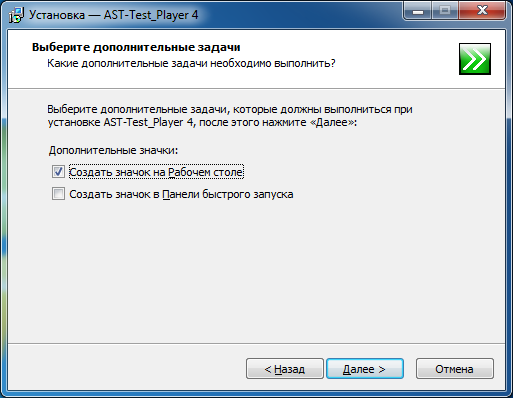 Установка — AST-Test_Player 4
Выберите дополнительные задачи
Какие дополнительные задачи необходимо выполнить?
Выберите дополнительные задачи, которые должны выполниться при
установке AST-Test_Player 4, после этого нажмите «Далее»:
Дополнительные значки:
Создать значок на Рабочем столе
Создать значок в Панели быстрого запуска
< Назад
Далее >
Отмена